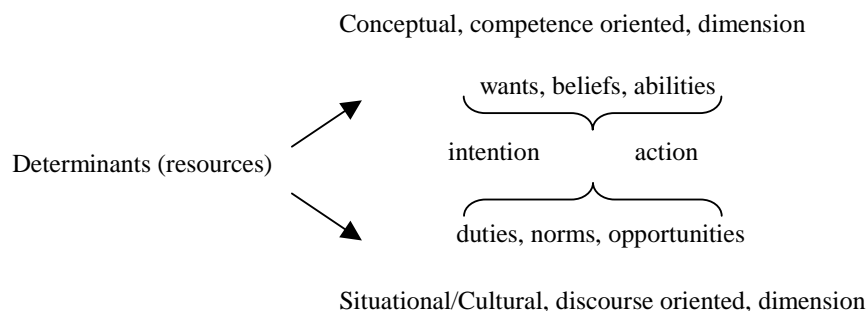 Conceptual, competence oriented, dimension
wants, beliefs, abilities
Determinants (resources)
intention action
duties, norms, opportunities
Situational/Cultural, discourse oriented, dimension